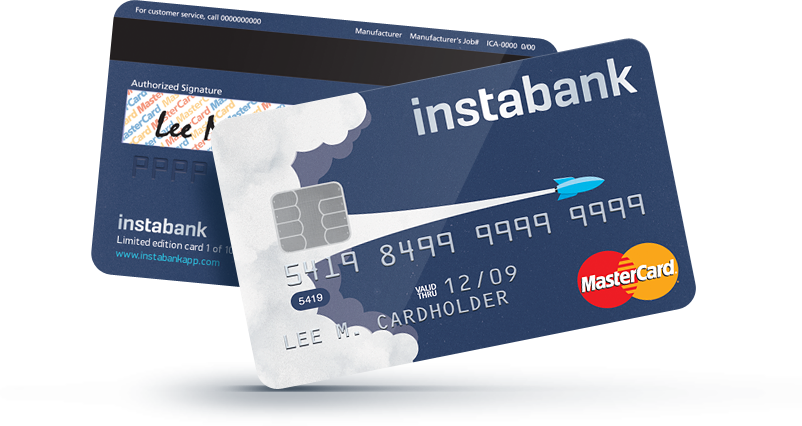 For customer service, call 0000000000
Manufacturer Manufacturer's Job# ICA-0000 0/00
Authorized Signature
MasterCard
Lee
PPPP
instabank
Limited edition card 1 of 10
www.instabankapp.com
instabank
5419 8499 9999 9999
5419
VALID THRU 12/09
LEE M. CARDHOLDER
MasterCard